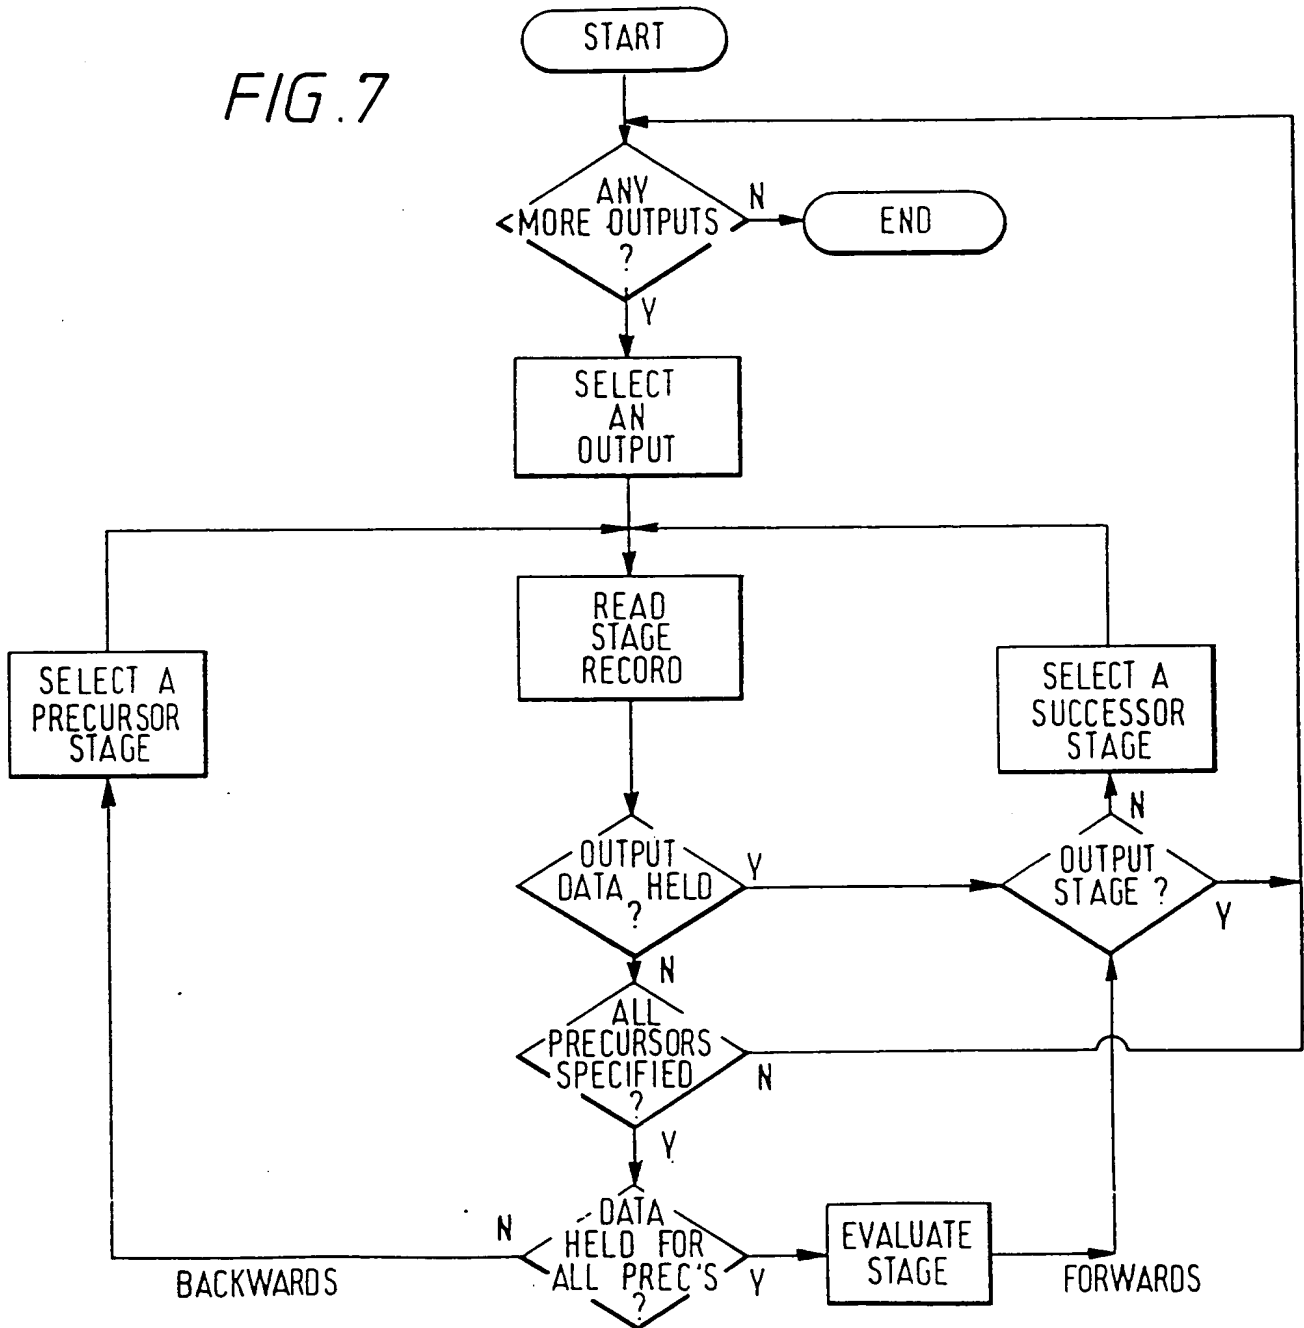 START
FIG.7
ANY
MORE OUTPUTS
?
N
END
Y
SELECT
AN
OUTPUT
READ
STAGE
RECORD
SELECT A
PRECURSOR
STAGE
SELECT A
SUCCESSOR
STAGE
N
OUTPUT
DATA HELD
?
Y
OUTPUT
STAGE ?
Y
N
ALL
PRECURSORS
SPECIFIED
?
N
Y
DATA
HELD FOR
ALL PREC'S
?
N
Y
EVALUATE
STAGE
BACKWARDS
FORWARDS